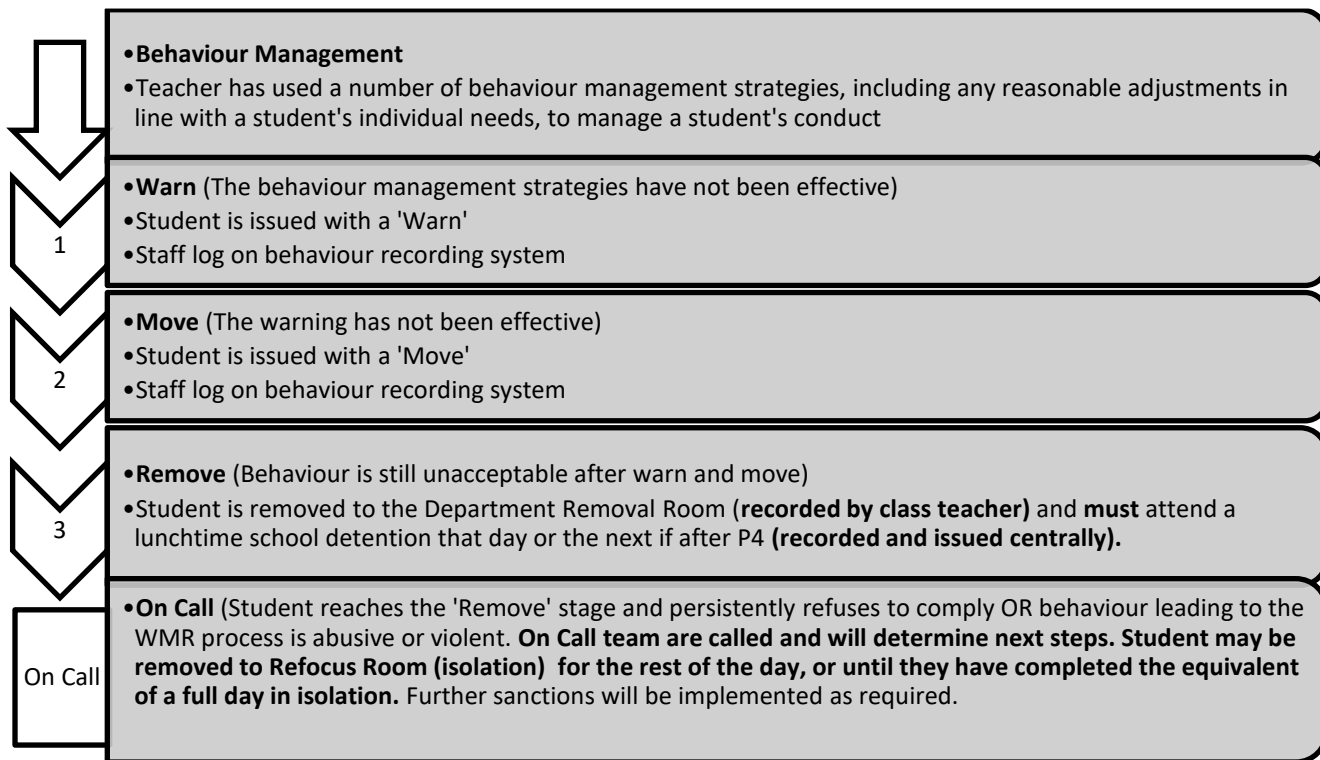 •Behaviour Management
•Teacher has used a number of behaviour management strategies, including any reasonable adjustments in
line with a student's individual needs, to manage a student's conduct
1
•Warn (The behaviour management strategies have not been effective)
•Student is issued with a 'Warn'
•Staff log on behaviour recording system
2
•Move (The warning has not been effective)
•Student is issued with a 'Move'
•Staff log on behaviour recording system
3
•Remove (Behaviour is still unacceptable after warn and move)
•Student is removed to the Department Removal Room (recorded by class teacher) and must attend a
lunchtime school detention that day or the next if after P4 (recorded and issued centrally).
On Call
•On Call (Student reaches the 'Remove' stage and persistently refuses to comply OR behaviour leading to the
WMR process is abusive or violent. On Call team are called and will determine next steps. Student may be
removed to Refocus Room (isolation) for the rest of the day, or until they have completed the equivalent
of a full day in isolation. Further sanctions will be implemented as required.